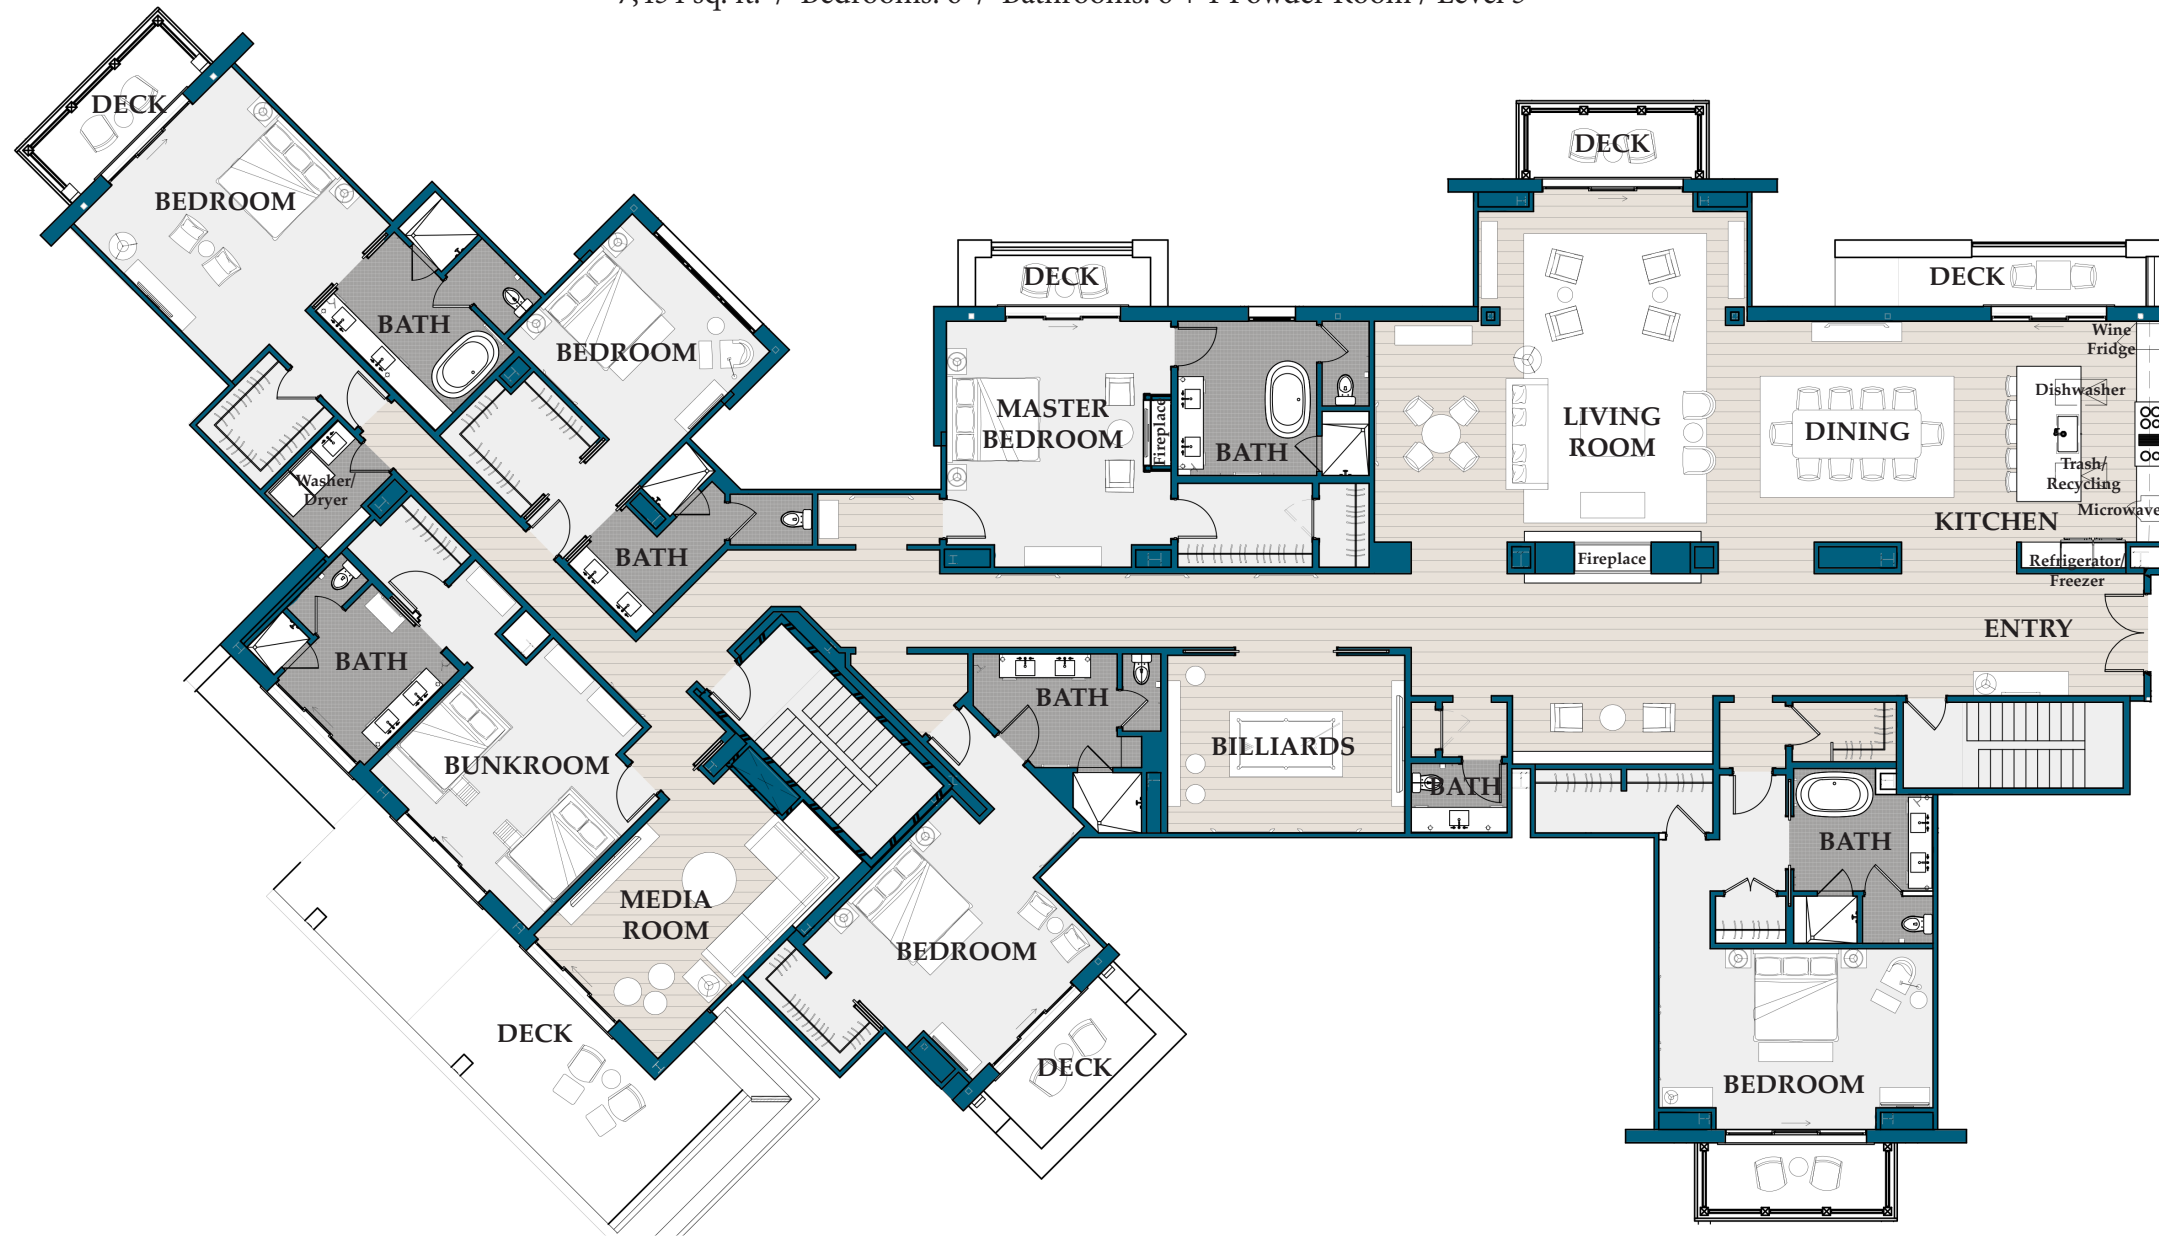 DECK
BEDROOM
BATH
BEDROOM
Washer/
Dryer
BATH
BATH
BUNKROOM
MEDIA
ROOM
DECK
DECK
MASTER
BEDROOM
Fireplace
BATH
BATH
BEDROOM
DECK
BILLIARDS
BATH
DECK
LIVING
ROOM
Fireplace
DINING
DECK
Wine
Fridge
Dishwasher
Trash/
Recycling
Microwave
KITCHEN
Refrigerator/
Freezer
ENTRY
BATH
BEDROOM